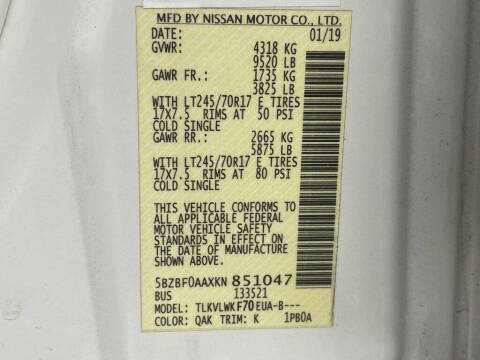 MFD BY NISSAN MOTOR CO., LTD.
DATE: 01/19
GVWR: 4318 KG
9520 LB
GAWR FR.: 1735 KG
3825 LB
WITH LT245/70R17 E TIRES
17X7.5 RIMS AT 50 PSI
COLD SINGLE
GAWR RR: 2665 KG
5875 LB
WITH LT245/70R17 E TIRES
17X7.5 RIMS AT 80 PSI
COLD SINGLE
THIS VEHICLE CONFORMS TO
ALL APPLICABLE FEDERAL
MOTOR VEHICLE SAFETY
STANDARDS IN EFFECT ON
THE DATE OF MANUFACTURE
SHOWN ABOVE.
5BZBF0AAXKN851047
BUS 133521
MODEL: TLKVLWKF70EUA-B---
COLOR: QAK TRIM: K 1PB0A